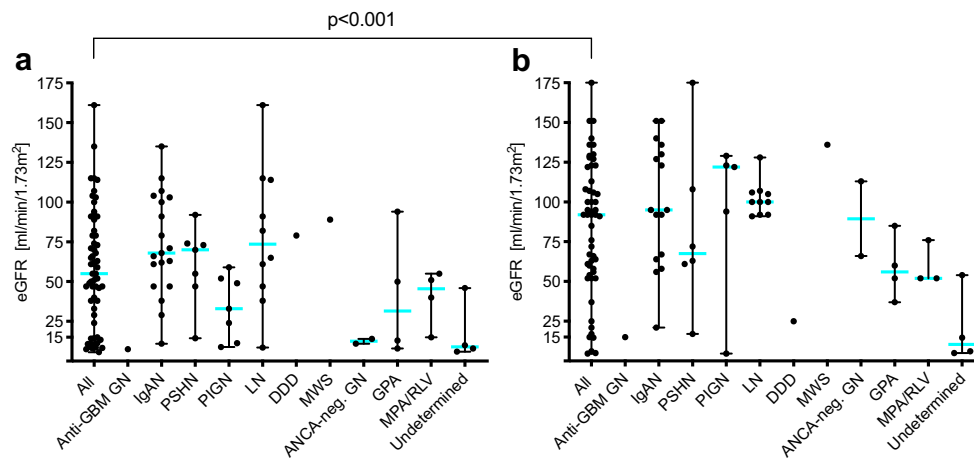 p<0.001
a
eGFR [ml/min/1.73m²]
175
150
125
100
75
50
25
15
All
Anti-GBM GN
IgAN
PSHN
PIGN
LN
DDD
MWS
ANCA-neg. GN
GPA
MPA/RLV
Undetermined
b
eGFR [ml/min/1.73m²]
175
150
125
100
75
50
25
15
All
Anti-GBM GN
IgAN
PSHN
PIGN
LN
DDD
MWS
ANCA-neg. GN
GPA
MPA/RLV
Undetermined